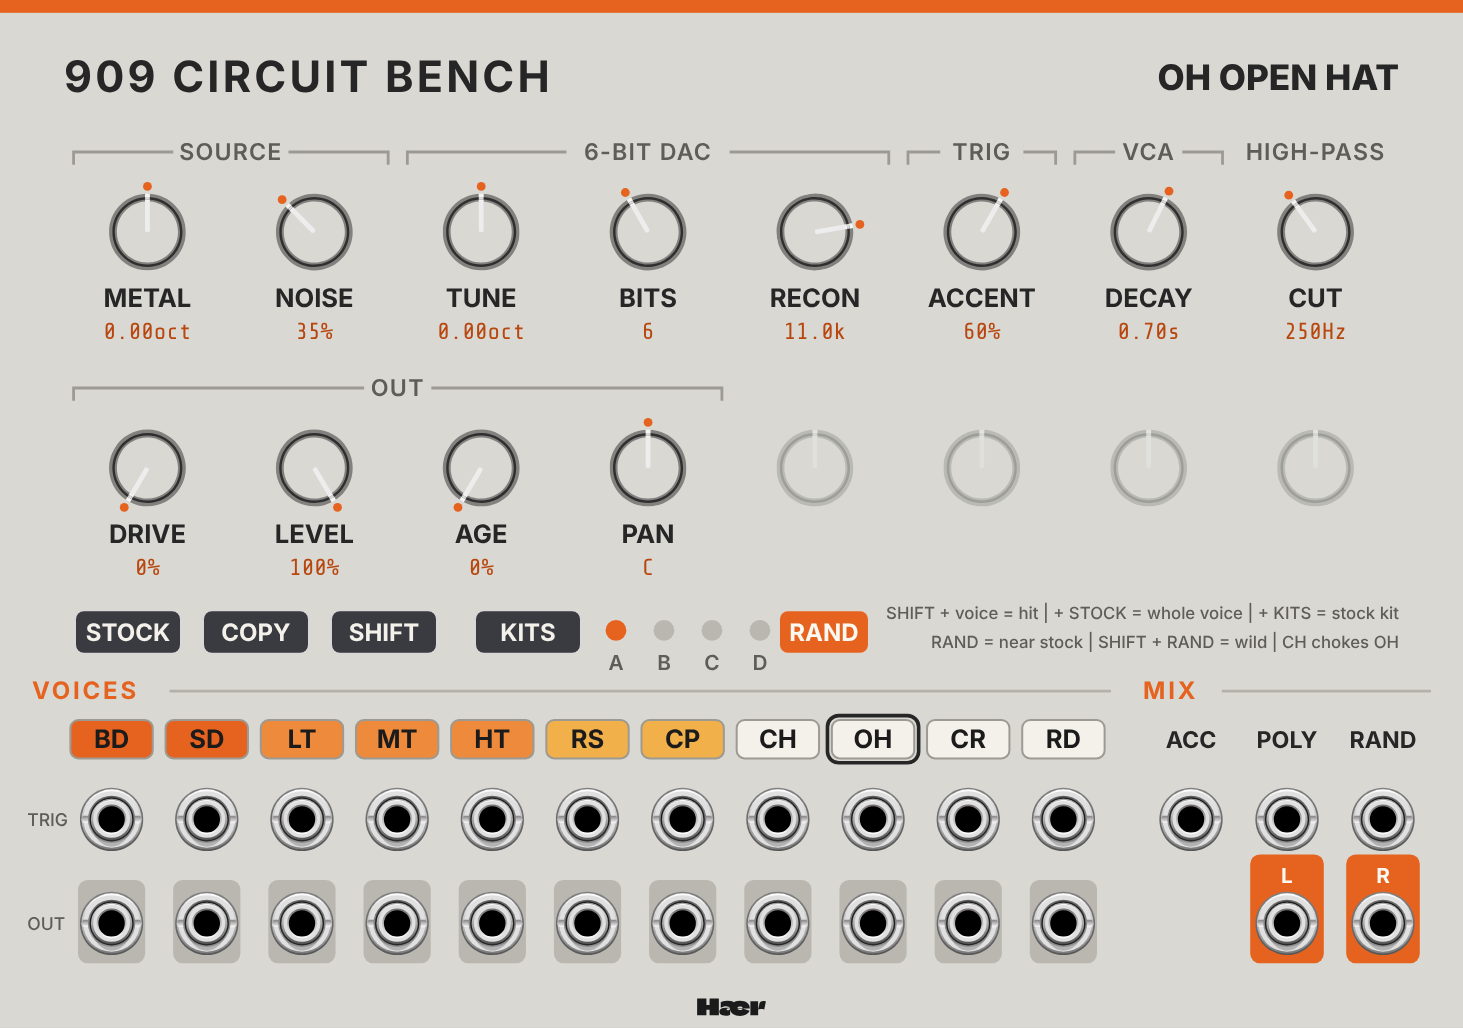 909 CIRCUIT BENCH
OH OPEN HAT
SOURCE 6-BIT DAC TRIG VCA HIGH-PASS
METAL NOISE TUNE BITS RECON ACCENT DECAY CUT
0.00oct 35% 0.00oct 6 11.0k 60% 0.70s 250Hz
OUT
DRIVE LEVEL AGE PAN
0% 100% 0% C
STOCK COPY SHIFT KITS RAND
A B C D
SHIFT + voice = hit | + STOCK = whole voice | + KITS = stock kit
RAND = near stock | SHIFT + RAND = wild | CH chokes OH
VOICES MIX
BD SD LT MT HT RS CP CH OH CR RD ACC POLY RAND
TRIG
L R
OUT
Hær